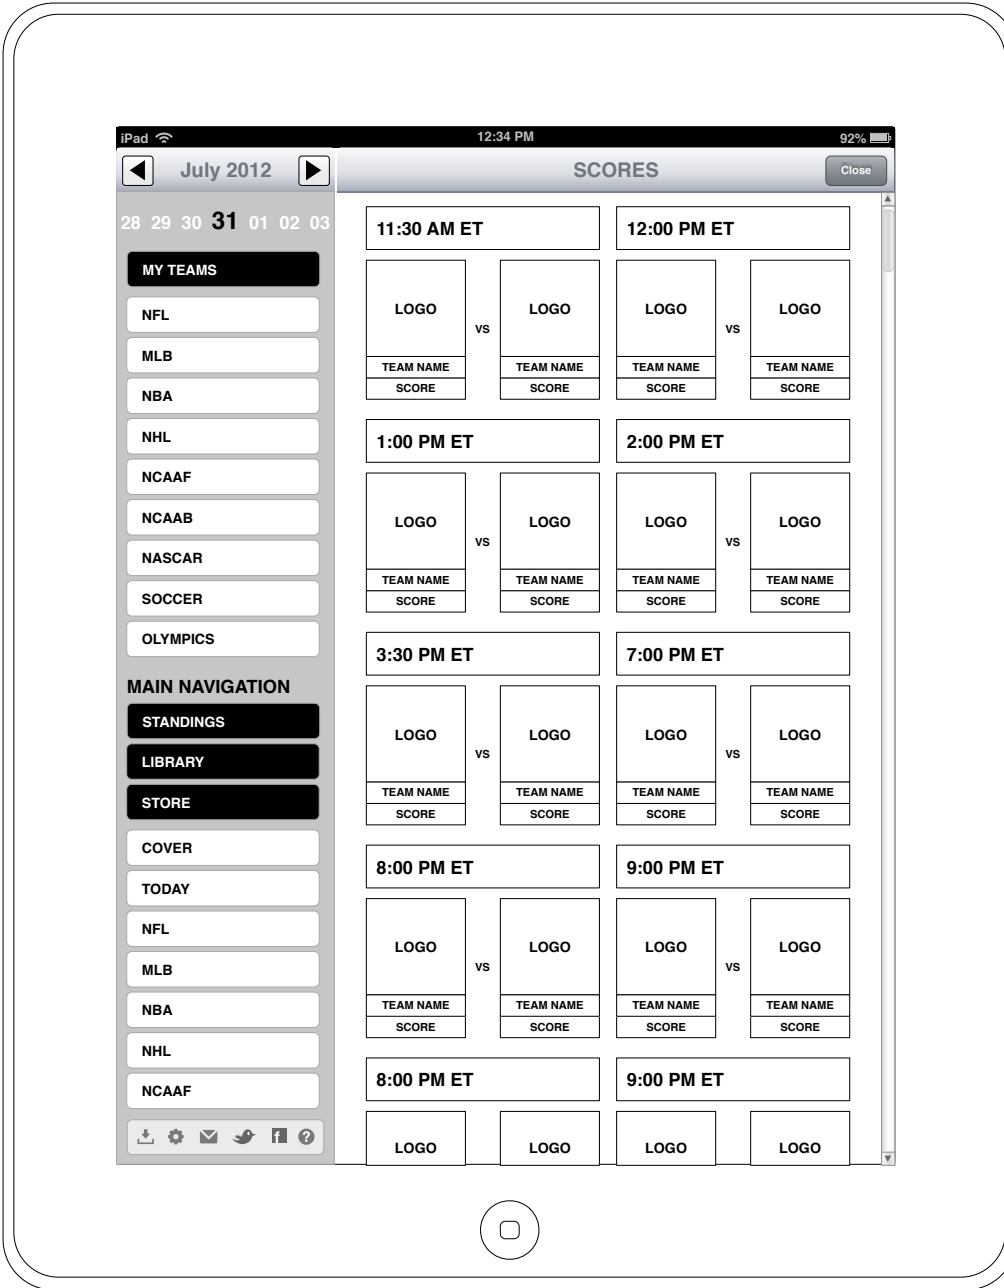 iPad 12:34 PM 92%
July 2012
SCORES
Close
28 29 30 31 01 02 03
MY TEAMS
NFL
MLB
NBA
NHL
NCAAF
NCAAB
NASCAR
SOCCER
OLYMPICS
MAIN NAVIGATION
STANDINGS
LIBRARY
STORE
COVER
TODAY
NFL
MLB
NBA
NHL
NCAAF
11:30 AM ET 12:00 PM ET
LOGO VS LOGO LOGO VS LOGO
TEAM NAME TEAM NAME TEAM NAME TEAM NAME
SCORE SCORE SCORE SCORE
1:00 PM ET 2:00 PM ET
LOGO VS LOGO LOGO VS LOGO
TEAM NAME TEAM NAME TEAM NAME TEAM NAME
SCORE SCORE SCORE SCORE
3:30 PM ET 7:00 PM ET
LOGO VS LOGO LOGO VS LOGO
TEAM NAME TEAM NAME TEAM NAME TEAM NAME
SCORE SCORE SCORE SCORE
8:00 PM ET 9:00 PM ET
LOGO VS LOGO LOGO VS LOGO
TEAM NAME TEAM NAME TEAM NAME TEAM NAME
SCORE SCORE SCORE SCORE
8:00 PM ET 9:00 PM ET
LOGO LOGO LOGO LOGO